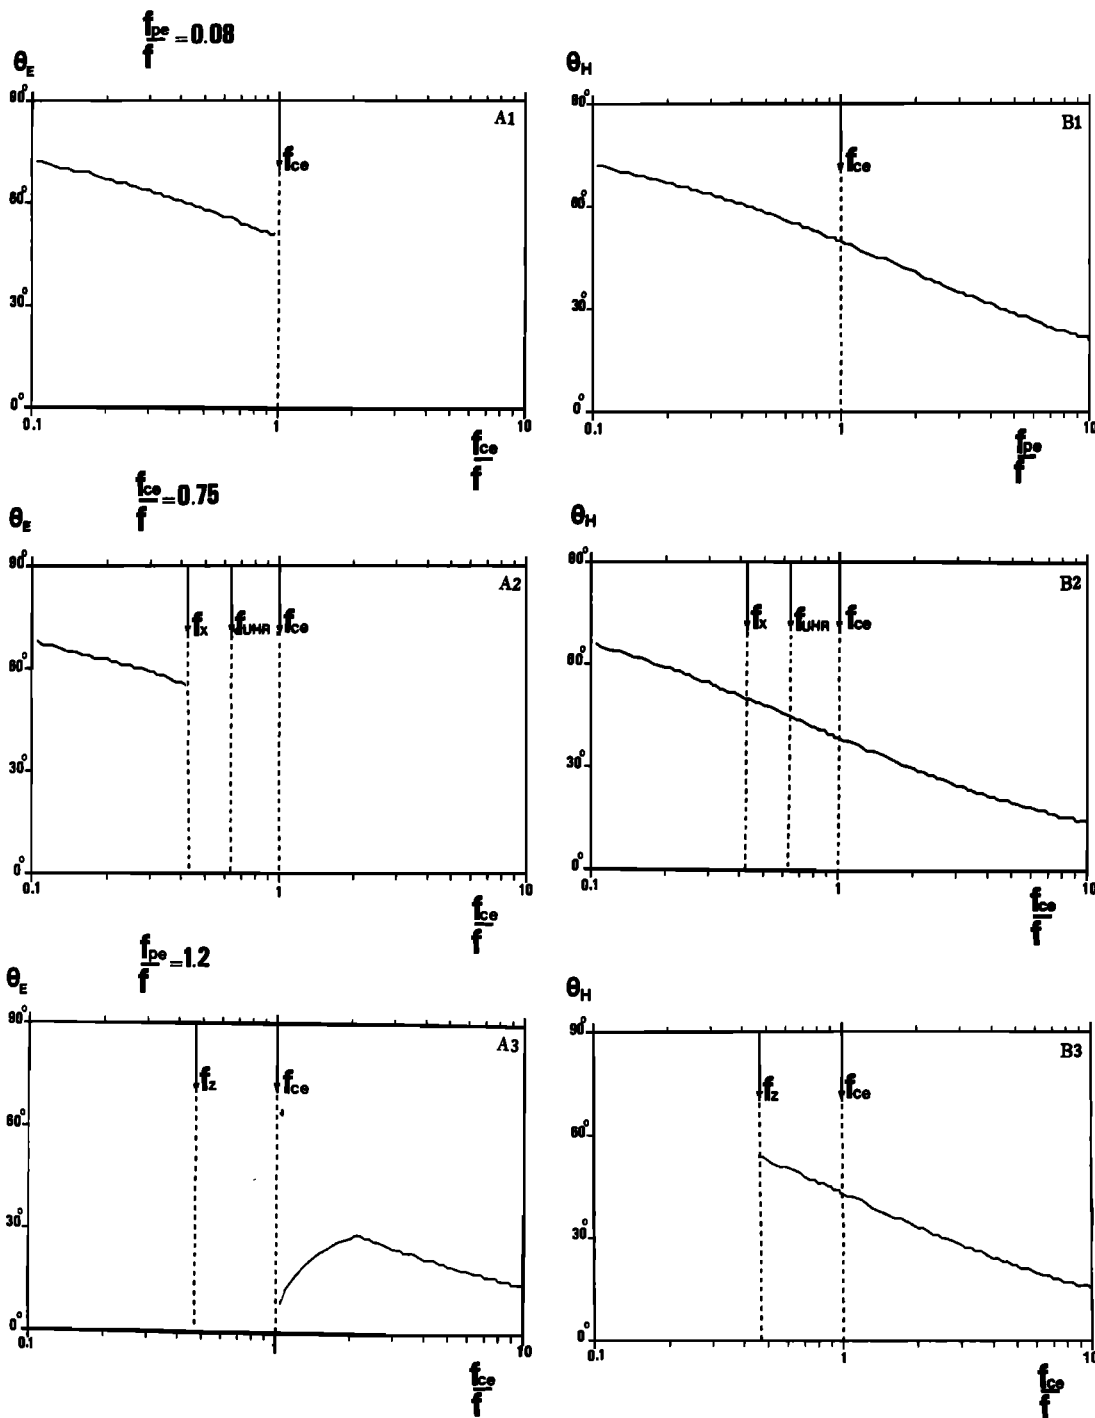 fpe/f = 0.08
θE
90°
60°
30°
0°
A1
fce
0.1
1
10
fce/f
θH
90°
60°
30°
0°
B1
fce
0.1
1
10
fpe/f
fce/f = 0.75
θE
90°
60°
30°
0°
A2
fx
fUHR
fce
0.1
1
10
fce/f
θH
90°
60°
30°
0°
B2
fx
fUHR
fce
0.1
1
10
fce/f
fpe/f = 1.2
θE
90°
60°
30°
0°
A3
fz
fce
0.1
1
10
fce/f
θH
90°
60°
30°
0°
B3
fz
fce
0.1
1
10
fce/f